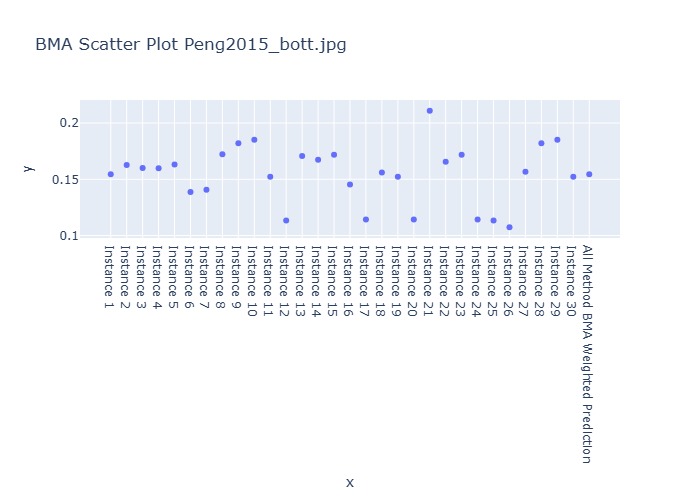 BMA Scatter Plot Peng2015_bott.jpg
y
0.2
0.15
0.1
Instance 1
Instance 2
Instance 3
Instance 4
Instance 5
Instance 6
Instance 7
Instance 8
Instance 9
Instance 10
Instance 11
Instance 12
Instance 13
Instance 14
Instance 15
Instance 16
Instance 17
Instance 18
Instance 19
Instance 20
Instance 21
Instance 22
Instance 23
Instance 24
Instance 25
Instance 26
Instance 27
Instance 28
Instance 29
Instance 30
All Method BMA Weighted Prediction
x